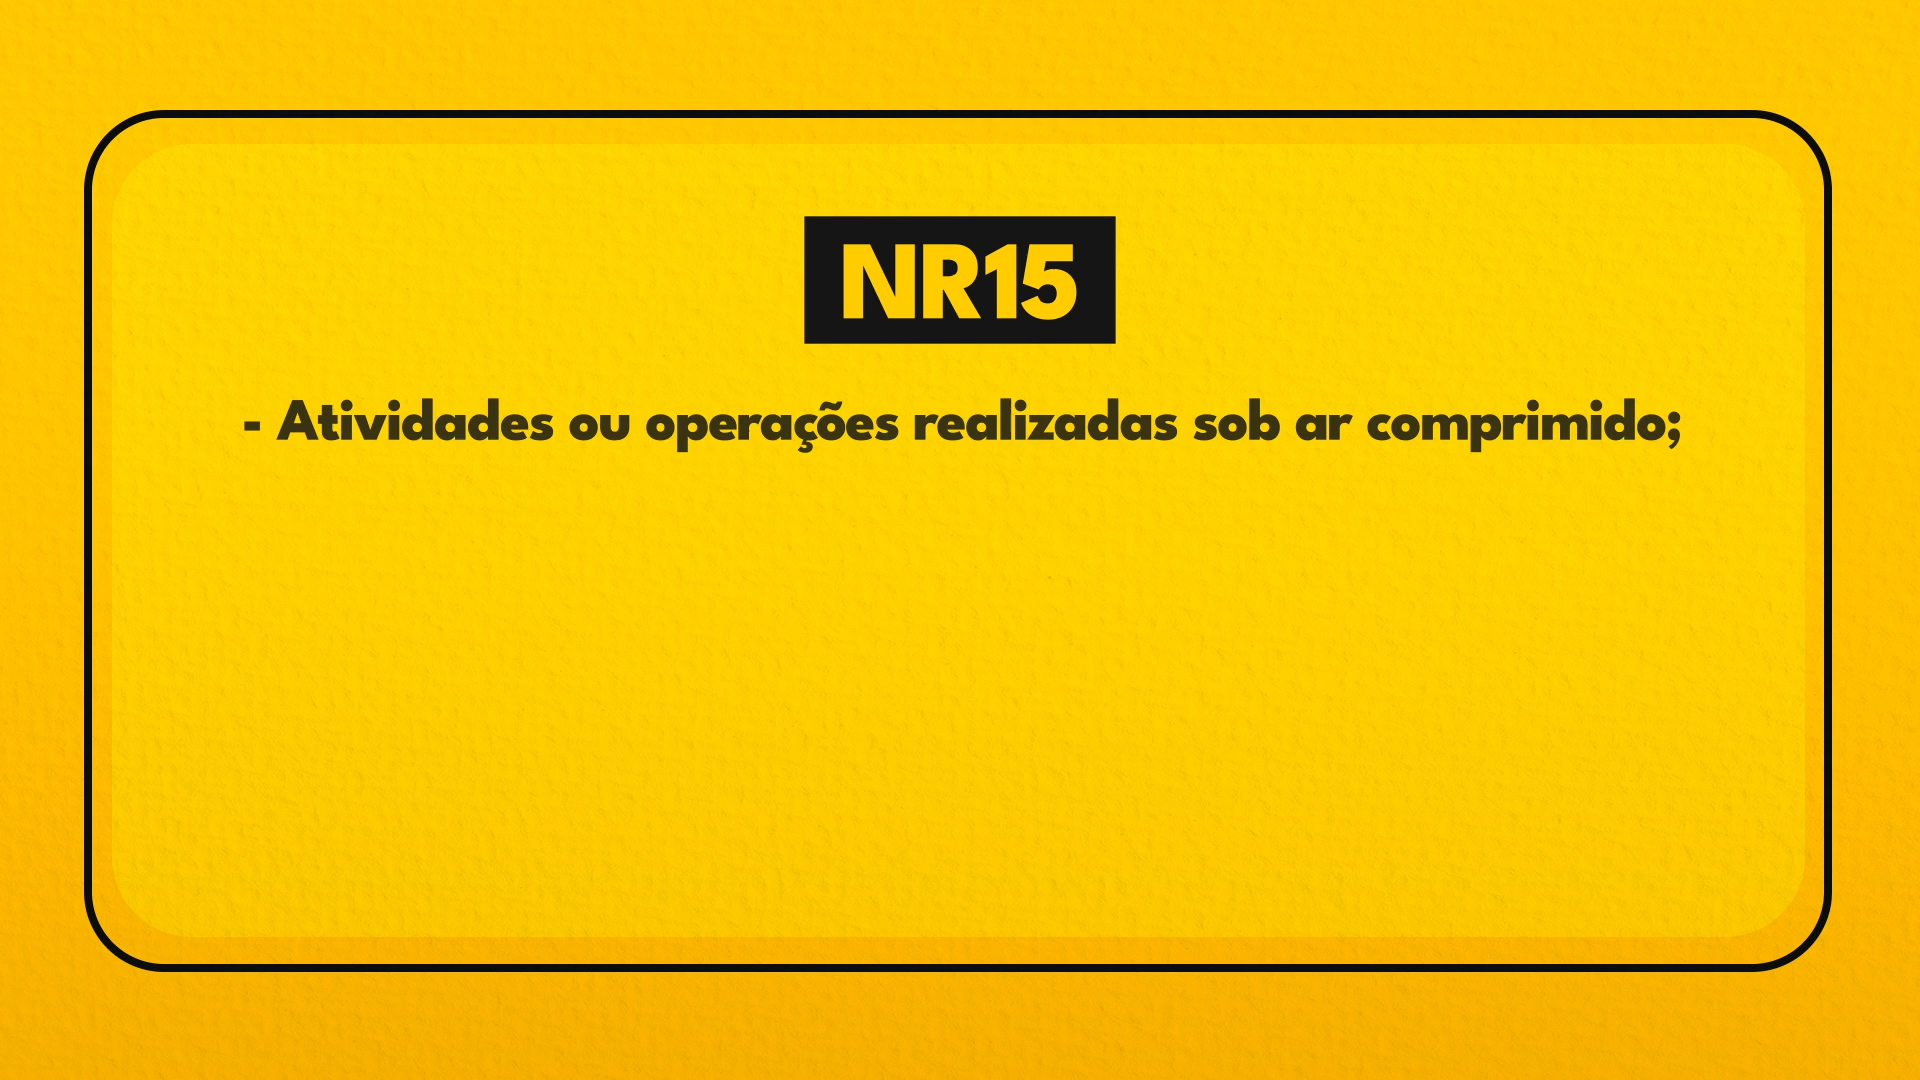 NR15
- Atividades ou operações realizadas sob ar comprimido;